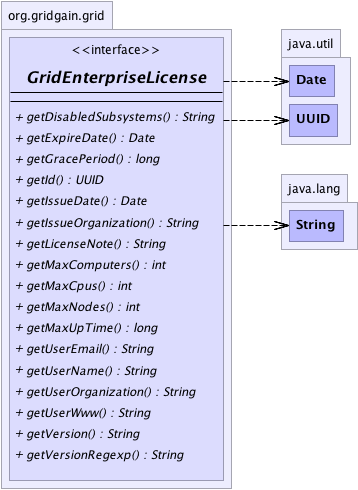 org.gridgain.grid
<<interface>>
GridEnterpriseLicense
+ getDisabledSubsystems() : String
+ getExpireDate() : Date
+ getGracePeriod() : long
+ getId() : UUID
+ getIssueDate() : Date
+ getIssueOrganization() : String
+ getLicenseNote() : String
+ getMaxComputers() : int
+ getMaxCpus() : int
+ getMaxNodes() : int
+ getMaxUpTime() : long
+ getUserEmail() : String
+ getUserName() : String
+ getUserOrganization() : String
+ getUserWww() : String
+ getVersion() : String
+ getVersionRegexp() : String
java.util
Date
UUID
java.lang
String